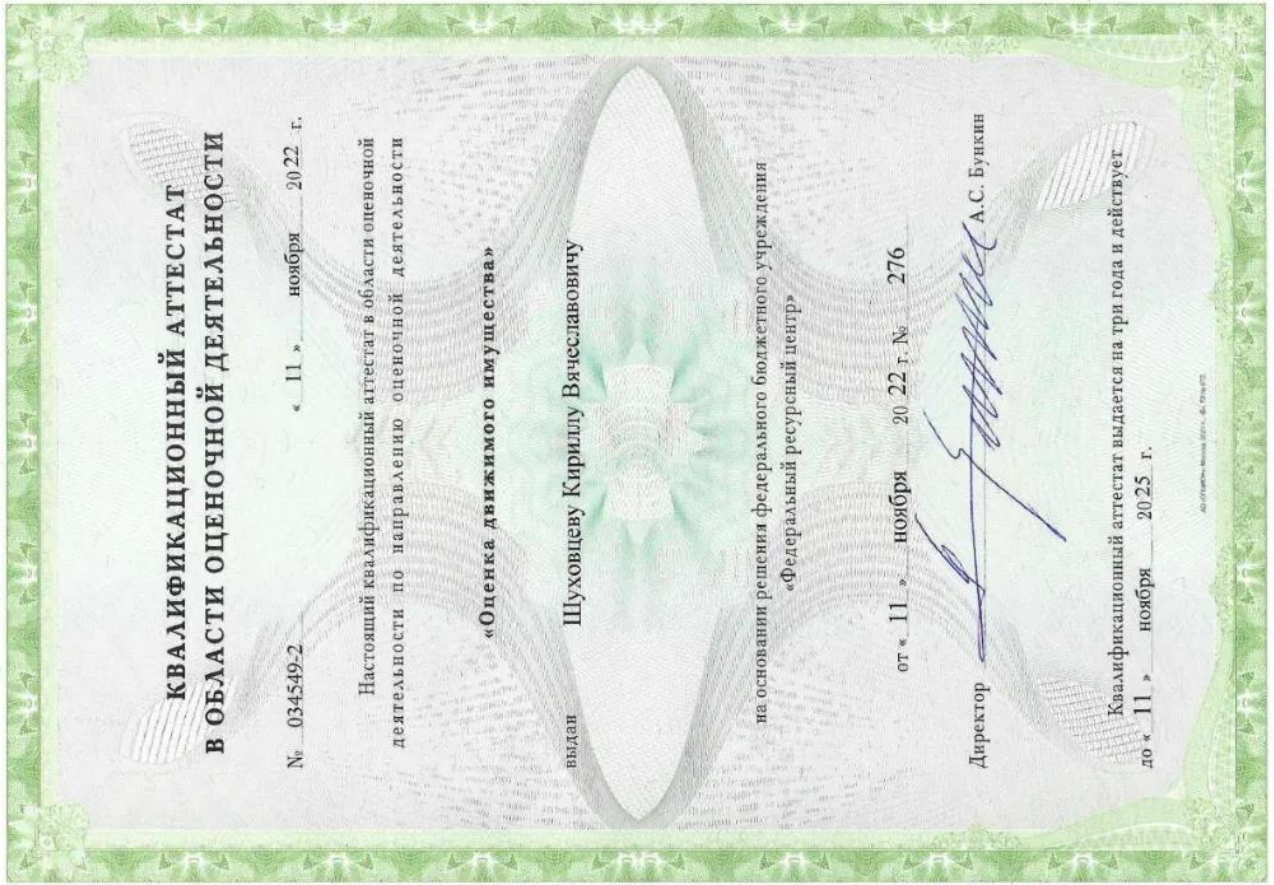 КВАЛИФИКАЦИОННЫЙ АТТЕСТАТ
В ОБЛАСТИ ОЦЕНОЧНОЙ ДЕЯТЕЛЬНОСТИ
№ 034549-2 « 11 » ноября 2022 г.
Настоящий квалификационный аттестат в области оценочной
деятельности по направлению оценочной деятельности
«Оценка движимого имущества»
выдан Шуховцеву Кириллу Вячеславовичу
на основании решения федерального бюджетного учреждения
«Федеральный ресурсный центр»
от « 11 » ноября 2022 г. № 276
Директор А.С. Бункин
Квалификационный аттестат выдается на три года и действует
до « 11 » ноября 2025 г.